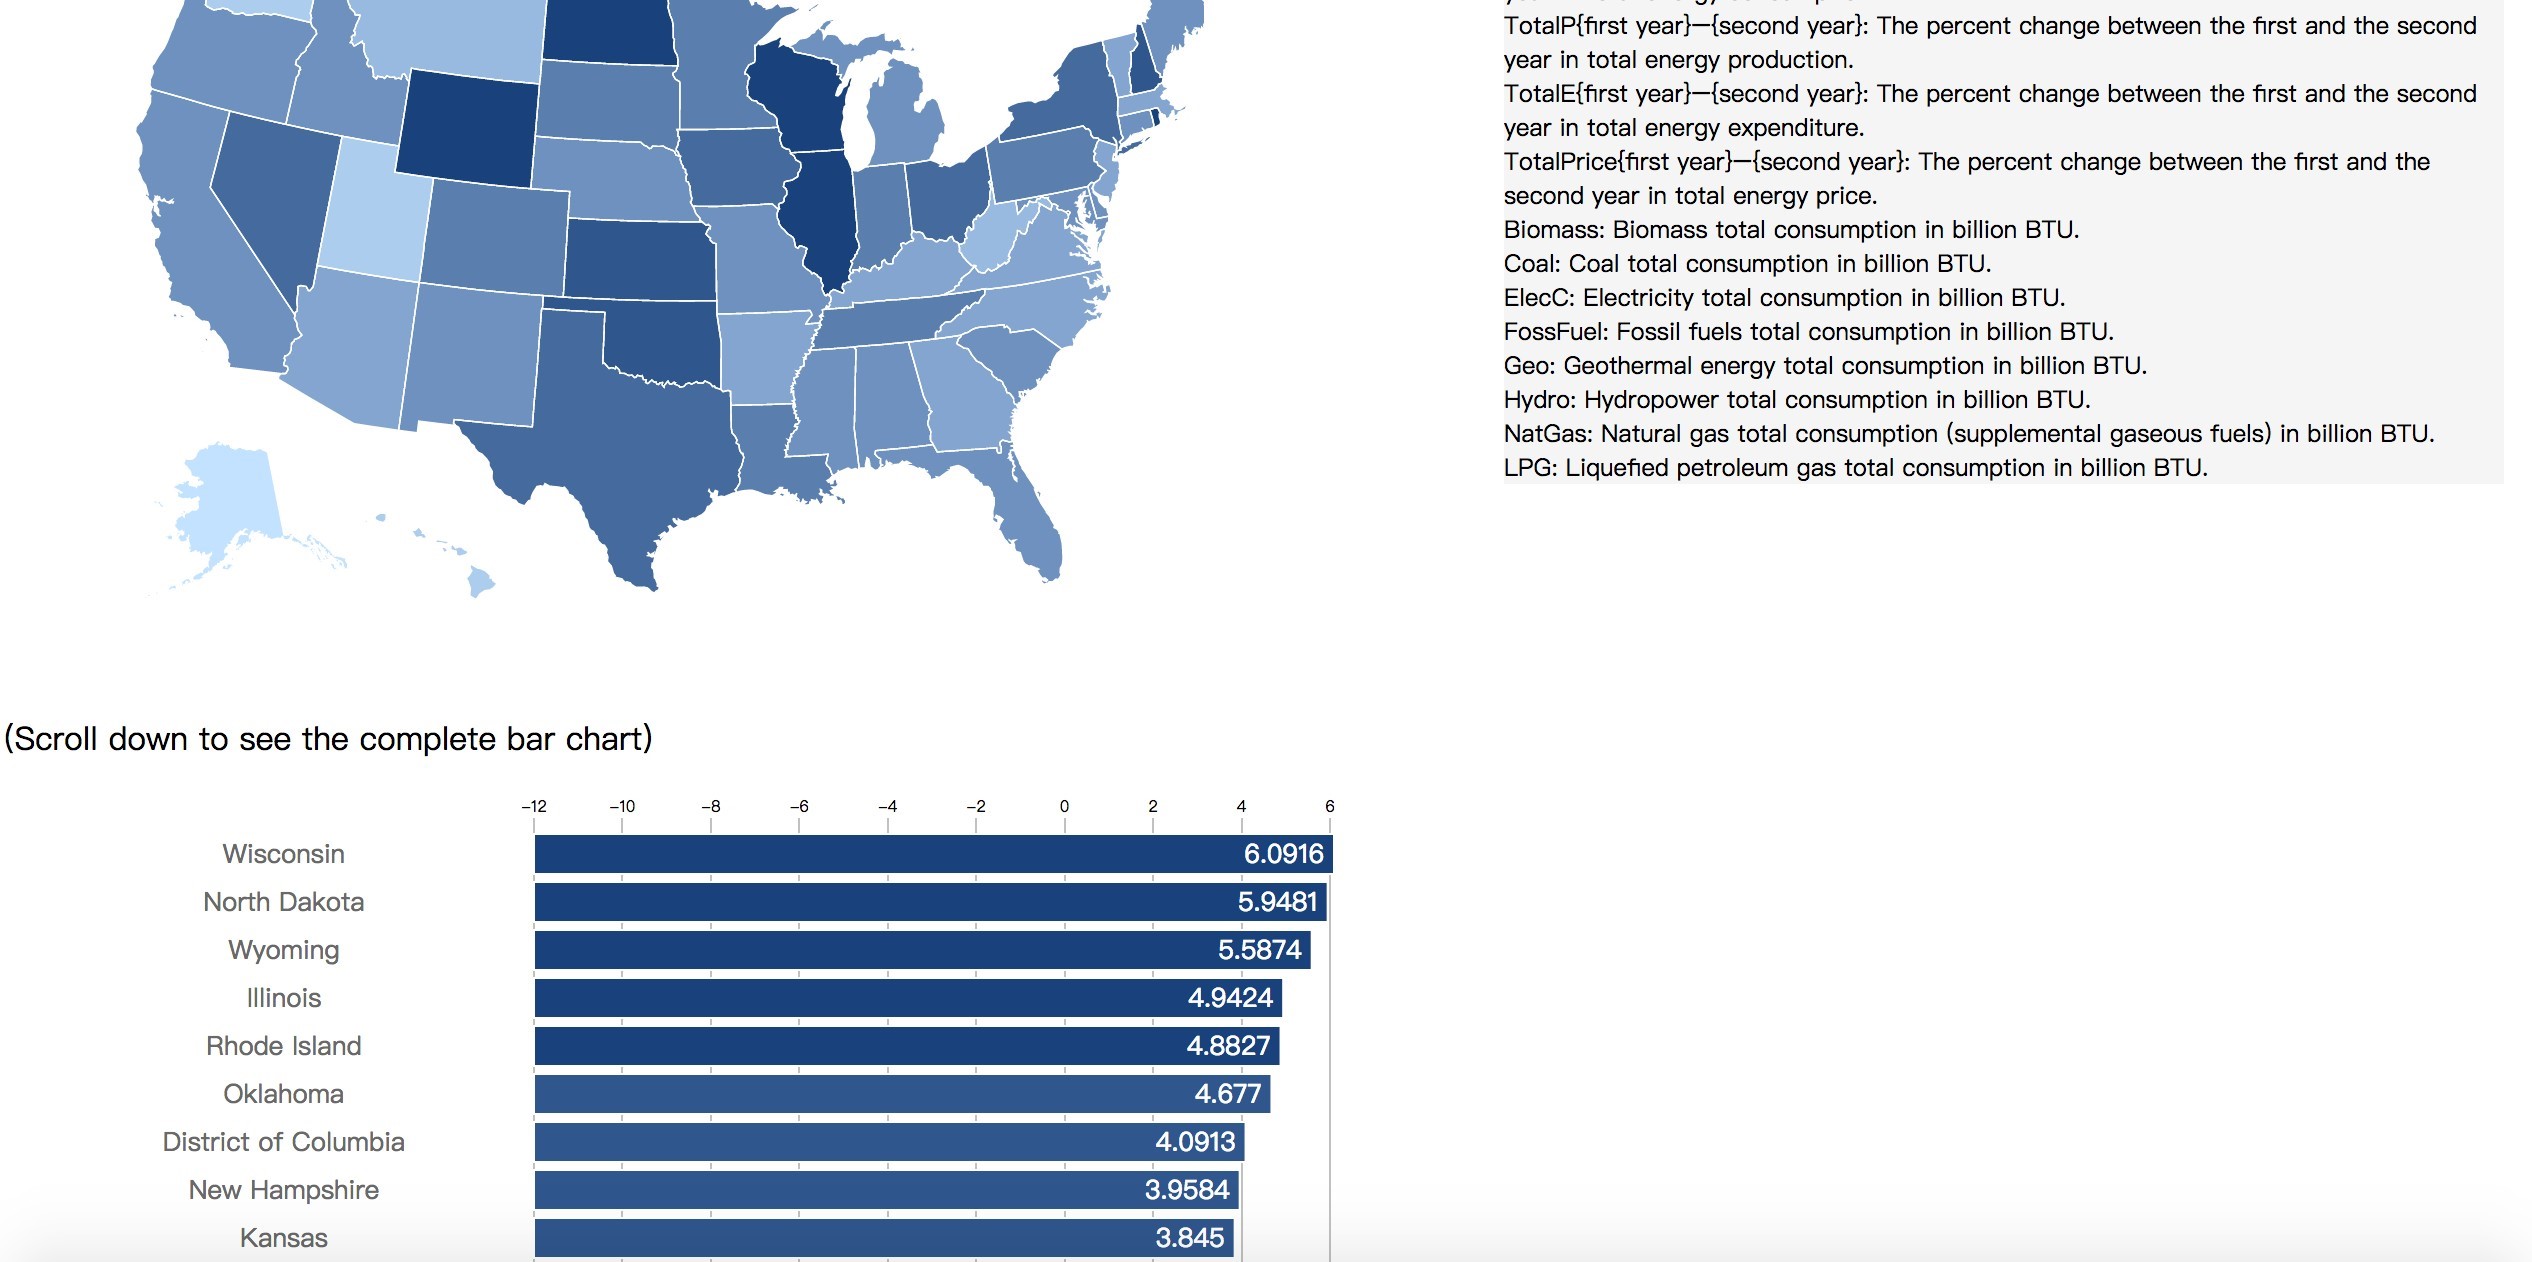 TotalP{first year}—{second year}: The percent change between the first and the second
year in total energy production.
TotalE{first year}—{second year}: The percent change between the first and the second
year in total energy expenditure.
TotalPrice{first year}—{second year}: The percent change between the first and the
second year in total energy price.
Biomass: Biomass total consumption in billion BTU.
Coal: Coal total consumption in billion BTU.
ElecC: Electricity total consumption in billion BTU.
FossFuel: Fossil fuels total consumption in billion BTU.
Geo: Geothermal energy total consumption in billion BTU.
Hydro: Hydropower total consumption in billion BTU.
NatGas: Natural gas total consumption (supplemental gaseous fuels) in billion BTU.
LPG: Liquefied petroleum gas total consumption in billion BTU.
(Scroll down to see the complete bar chart)
−12 −10 −8 −6 −4 −2 0 2 4 6
Wisconsin 6.0916
North Dakota 5.9481
Wyoming 5.5874
Illinois 4.9424
Rhode Island 4.8827
Oklahoma 4.677
District of Columbia 4.0913
New Hampshire 3.9584
Kansas 3.845